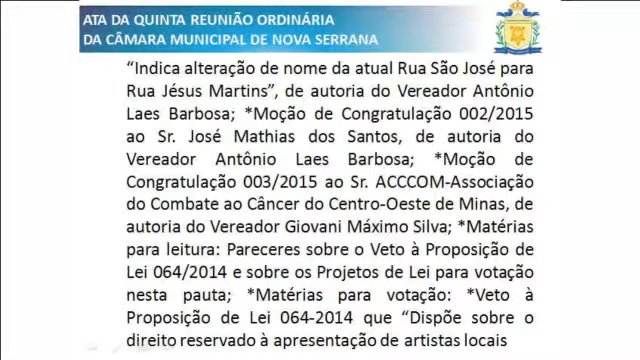 ATA DA QUINTA REUNIÃO ORDINÁRIA
DA CÂMARA MUNICIPAL DE NOVA SERRANA
“Indica alteração de nome da atual Rua São José para
Rua Jésus Martins”, de autoria do Vereador Antônio
Laes Barbosa; *Moção de Congratulação 002/2015
ao Sr. José Mathias dos Santos, de autoria do
Vereador Antônio Laes Barbosa; *Moção de
Congratulação 003/2015 ao Sr. ACCCOM-Associação
do Combate ao Câncer do Centro-Oeste de Minas, de
autoria do Vereador Giovani Máximo Silva; *Matérias
para leitura: Pareceres sobre o Veto à Proposição de
Lei 064/2014 e sobre os Projetos de Lei para votação
nesta pauta; *Matérias para votação: *Veto à
Proposição de Lei 064-2014 que “Dispõe sobre o
direito reservado à apresentação de artistas locais